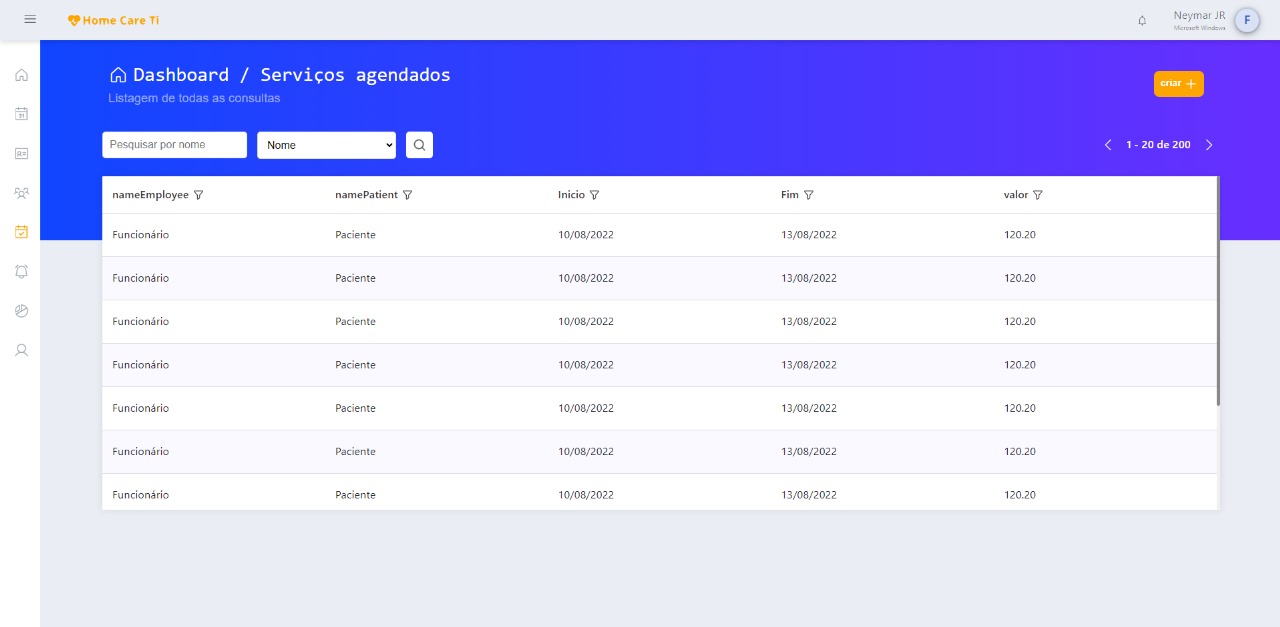 Home Care Ti
Neymar JR
Microsoft Windows
F
Dashboard / Serviços agendados
Listagem de todas as consultas
criar
Pesquisar por nome
Nome
1 - 20 de 200
nameEmployee namePatient Inicio Fim valor
Funcionário Paciente 10/08/2022 13/08/2022 120.20
Funcionário Paciente 10/08/2022 13/08/2022 120.20
Funcionário Paciente 10/08/2022 13/08/2022 120.20
Funcionário Paciente 10/08/2022 13/08/2022 120.20
Funcionário Paciente 10/08/2022 13/08/2022 120.20
Funcionário Paciente 10/08/2022 13/08/2022 120.20
Funcionário Paciente 10/08/2022 13/08/2022 120.20